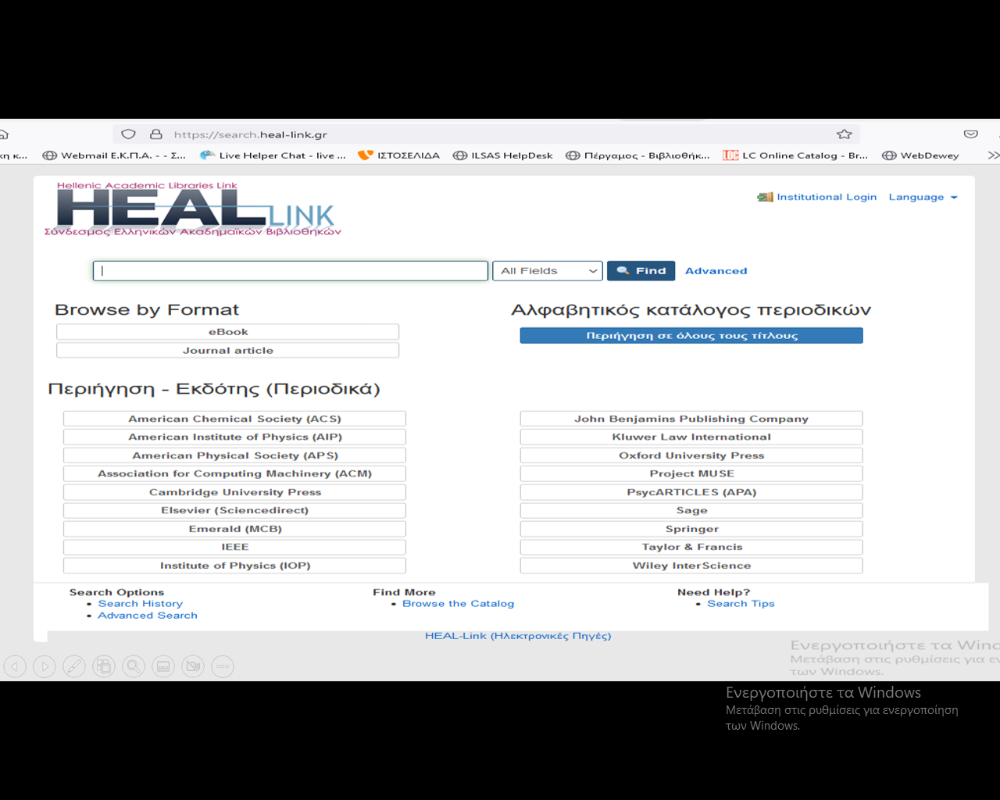 https://search.heal-link.gr
κη κ...
Webmail Ε.Κ.Π.Α. - - Σ...
Live Helper Chat - live ...
ΙΣΤΟΣΕΛΙΔΑ
ILSAS HelpDesk
Πέργαμος - Βιβλιοθήκ...
LC Online Catalog - Br...
WebDewey
Hellenic Academic Libraries Link
HEAL LINK
Σύνδεσμος Ελληνικών Ακαδημαϊκών Βιβλιοθηκών
Institutional Login
Language
All Fields
Find
Advanced
Browse by Format
eBook
Journal article
Αλφαβητικός κατάλογος περιοδικών
Περιήγηση σε όλους τους τίτλους
Περιήγηση - Εκδότης (Περιοδικά)
American Chemical Society (ACS)
American Institute of Physics (AIP)
American Physical Society (APS)
Association for Computing Machinery (ACM)
Cambridge University Press
Elsevier (Sciencedirect)
Emerald (MCB)
IEEE
Institute of Physics (IOP)
John Benjamins Publishing Company
Kluwer Law International
Oxford University Press
Project MUSE
PsycARTICLES (APA)
Sage
Springer
Taylor & Francis
Wiley InterScience
Search Options
• Search History
• Advanced Search
Find More
• Browse the Catalog
Need Help?
• Search Tips
HEAL-Link (Ηλεκτρονικές Πηγές)
Ενεργοποιήστε τα Wind
Μετάβαση στις ρυθμίσεις για εν
των Windows.
Ενεργοποιήστε τα Windows
Μετάβαση στις ρυθμίσεις για ενεργοποίηση
των Windows.